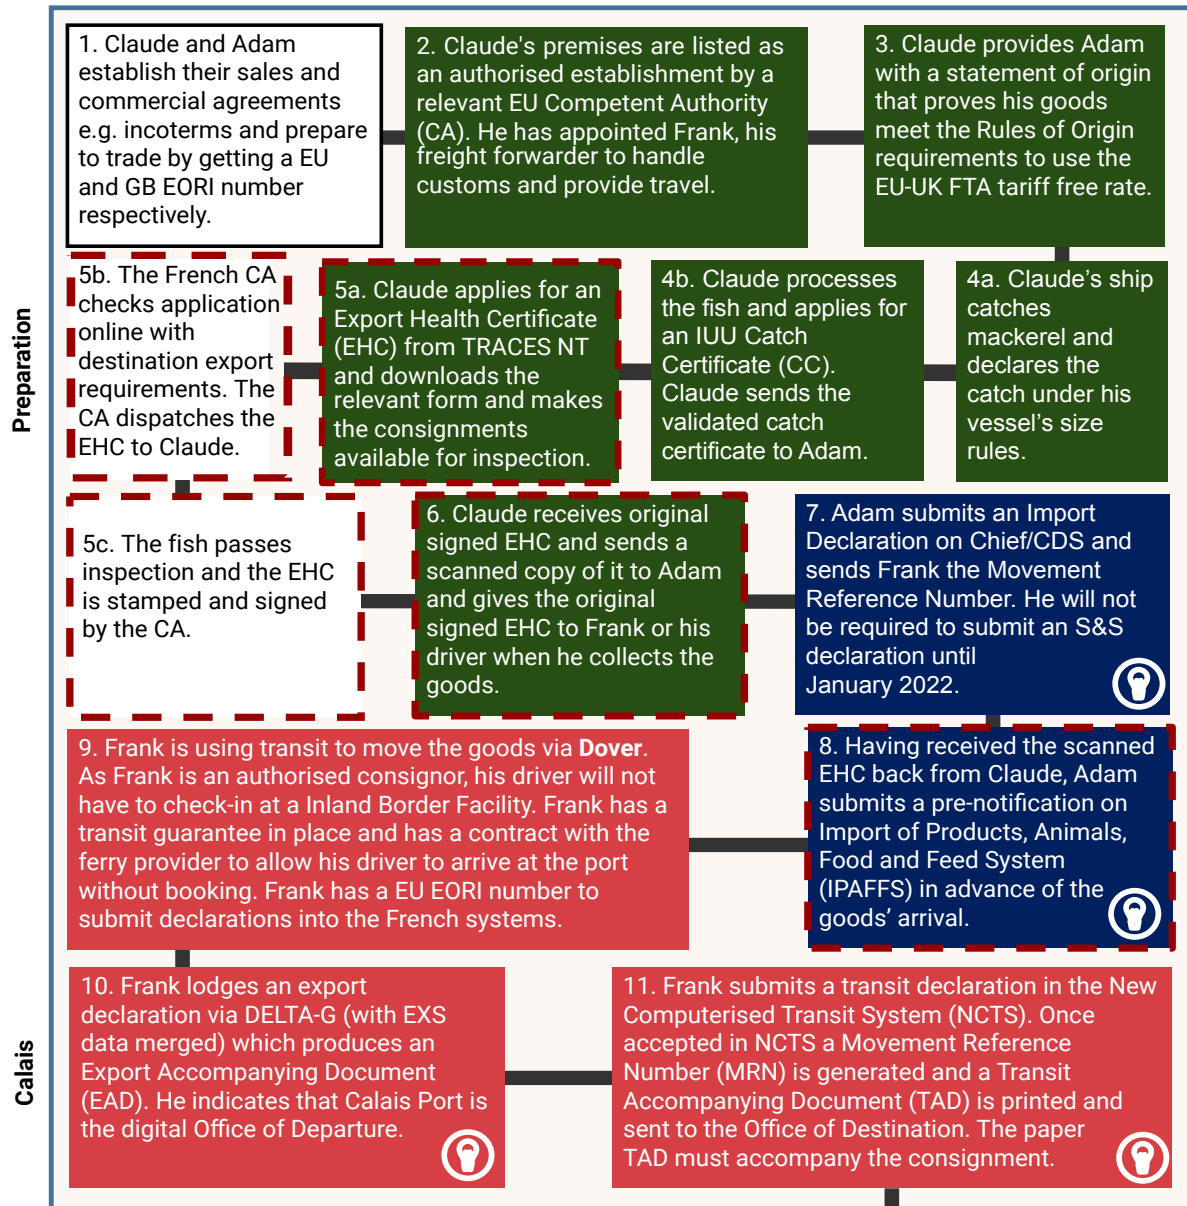 1. Claude and Adam
establish their sales and
commercial agreements
e.g. incoterms and prepare
to trade by getting a EU
and GB EORI number
respectively.
2. Claude's premises are listed as
an authorised establishment by a
relevant EU Competent Authority
(CA). He has appointed Frank, his
freight forwarder to handle
customs and provide travel.
3. Claude provides Adam
with a statement of origin
that proves his goods
meet the Rules of Origin
requirements to use the
EU-UK FTA tariff free rate.
Preparation
4a. Claude’s ship
catches
mackerel and
declares the
catch under his
vessel’s size
rules.
4b. Claude processes
the fish and applies for
an IUU Catch
Certificate (CC).
Claude sends the
validated catch
certificate to Adam.
5a. Claude applies for an
Export Health Certificate
(EHC) from TRACES NT
and downloads the
relevant form and makes
the consignments
available for inspection.
5b. The French CA
checks application
online with
destination export
requirements. The
CA dispatches the
EHC to Claude.
5c. The fish passes
inspection and the EHC
is stamped and signed
by the CA.
6. Claude receives original
signed EHC and sends a
scanned copy of it to Adam
and gives the original
signed EHC to Frank or his
driver when he collects the
goods.
7. Adam submits an Import
Declaration on Chief/CDS and
sends Frank the Movement
Reference Number. He will not
be required to submit an S&S
declaration until
January 2022.
8. Having received the scanned
EHC back from Claude, Adam
submits a pre-notification on
Import of Products, Animals,
Food and Feed System
(IPAFFS) in advance of the
goods’ arrival.
9. Frank is using transit to move the goods via Dover.
As Frank is an authorised consignor, his driver will not
have to check-in at a Inland Border Facility. Frank has a
transit guarantee in place and has a contract with the
ferry provider to allow his driver to arrive at the port
without booking. Frank has a EU EORI number to
submit declarations into the French systems.
Calais
10. Frank lodges an export
declaration via DELTA-G (with EXS
data merged) which produces an
Export Accompanying Document
(EAD). He indicates that Calais Port is
the digital Office of Departure.
11. Frank submits a transit declaration in the New
Computerised Transit System (NCTS). Once
accepted in NCTS a Movement Reference
Number (MRN) is generated and a Transit
Accompanying Document (TAD) is printed and
sent to the Office of Destination. The paper
TAD must accompany the consignment.